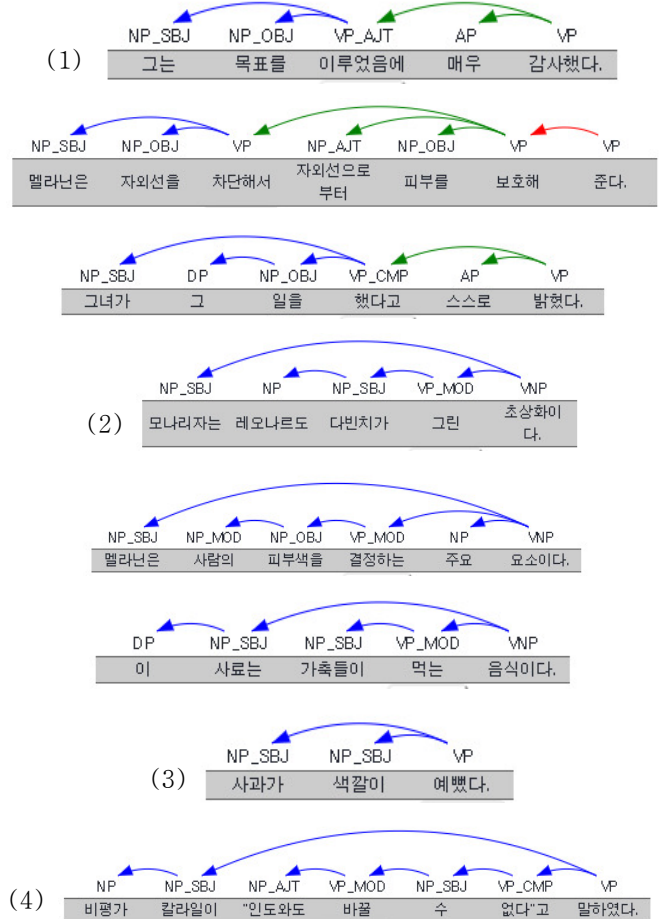 NP_SBJ NP_OBJ VP_AJT AP VP
(1) 그는 목표를 이루었음에 매우 감사했다.
NP_SBJ NP_OBJ VP NP_AJT NP_OBJ VP VP
멜라닌은 자외선을 차단해서 자외선으로부터 피부를 보호해 준다.
NP_SBJ DP NP_OBJ VP_CMP AP VP
그녀가 그 일을 했다고 스스로 밝혔다.
NP_SBJ NP NP_SBJ VP_MOD VNP
(2) 모나리자는 레오나르도 다빈치가 그린 초상화이다.
NP_SBJ NP_MOD NP_OBJ VP_MOD NP VNP
멜라닌은 사람의 피부색을 결정하는 주요 요소이다.
DP NP_SBJ NP_SBJ VP_MOD VNP
이 사료는 가축들이 먹는 음식이다.
NP_SBJ NP_SBJ VP
(3) 사과가 색깔이 예뻤다.
NP NP_SBJ NP_AJT VP_MOD NP_SBJ VP_CMP VP
(4) 비평가 칼라일이 "인도와도 바꿀 수 없다"고 말하였다.